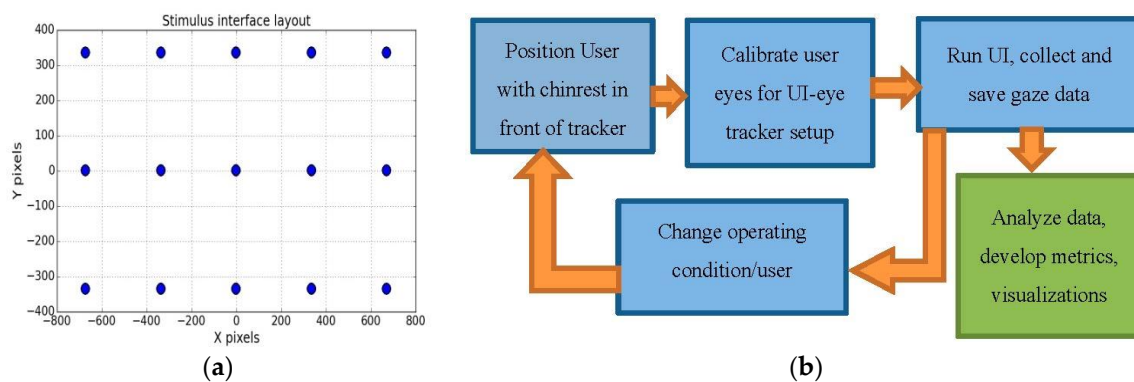 Stimulus interface layout
400
300
200
100
0
−100
−200
−300
−400
Y pixels
−800 −600 −400 −200 0 200 400 600 800
X pixels
(a)
Position User
with chinrest in
front of tracker
Calibrate user
eyes for UI-eye
tracker setup
Run UI, collect and
save gaze data
Change operating
condition/user
Analyze data,
develop metrics,
visualizations
(b)